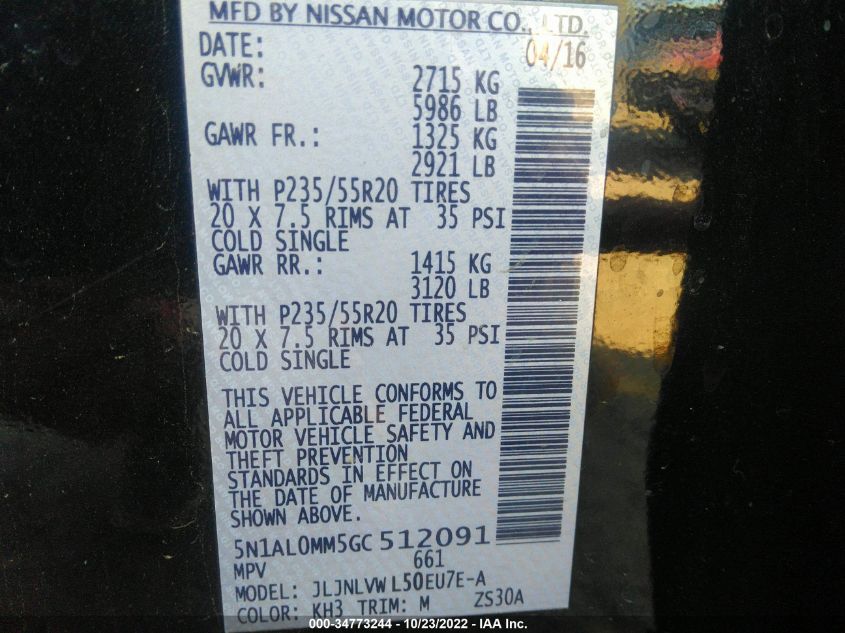 MFD BY NISSAN MOTOR CO., LTD.
DATE: 04/16
GVWR: 2715 KG
5986 LB
GAWR FR.: 1325 KG
2921 LB
WITH P235/55R20 TIRES
20 X 7.5 RIMS AT 35 PSI
COLD SINGLE
GAWR RR.: 1415 KG
3120 LB
WITH P235/55R20 TIRES
20 X 7.5 RIMS AT 35 PSI
COLD SINGLE
THIS VEHICLE CONFORMS TO
ALL APPLICABLE FEDERAL
MOTOR VEHICLE SAFETY AND
THEFT PREVENTION
STANDARDS IN EFFECT ON
THE DATE OF MANUFACTURE
SHOWN ABOVE.
5N1AL0MM5GC 512091
MPV 661
MODEL: JLJNLVW L50EU7E-A
COLOR: KH3 TRIM: M ZS30A
000-34773244 - 10/23/2022 - IAA Inc.